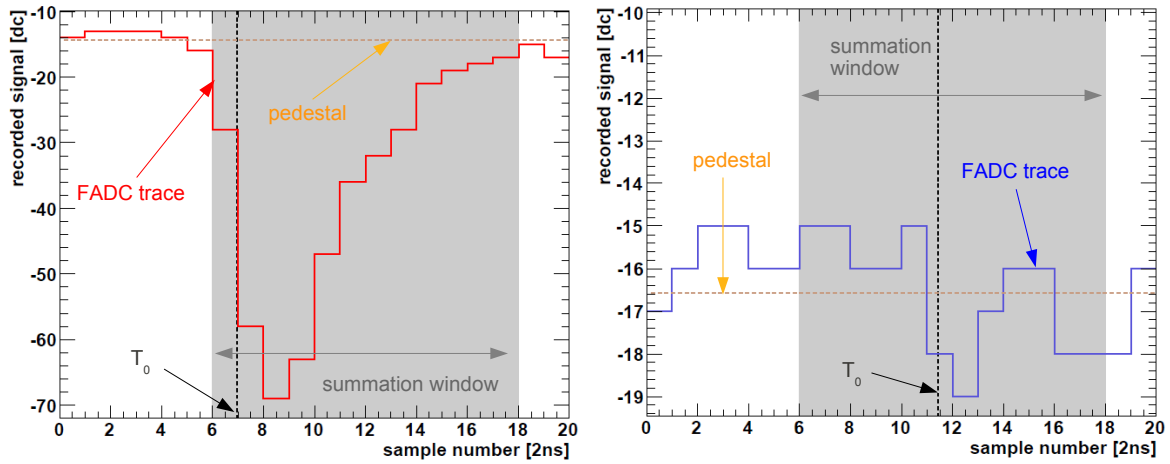 recorded signal [dc]
-10
-20
-30
-40
-50
-60
-70
pedestal
FADC trace
T0
summation window
0 2 4 6 8 10 12 14 16 18 20
sample number [2ns]
recorded signal [dc]
-10
-11
-12
-13
-14
-15
-16
-17
-18
-19
summation
window
pedestal
FADC trace
T0
0 2 4 6 8 10 12 14 16 18 20
sample number [2ns]